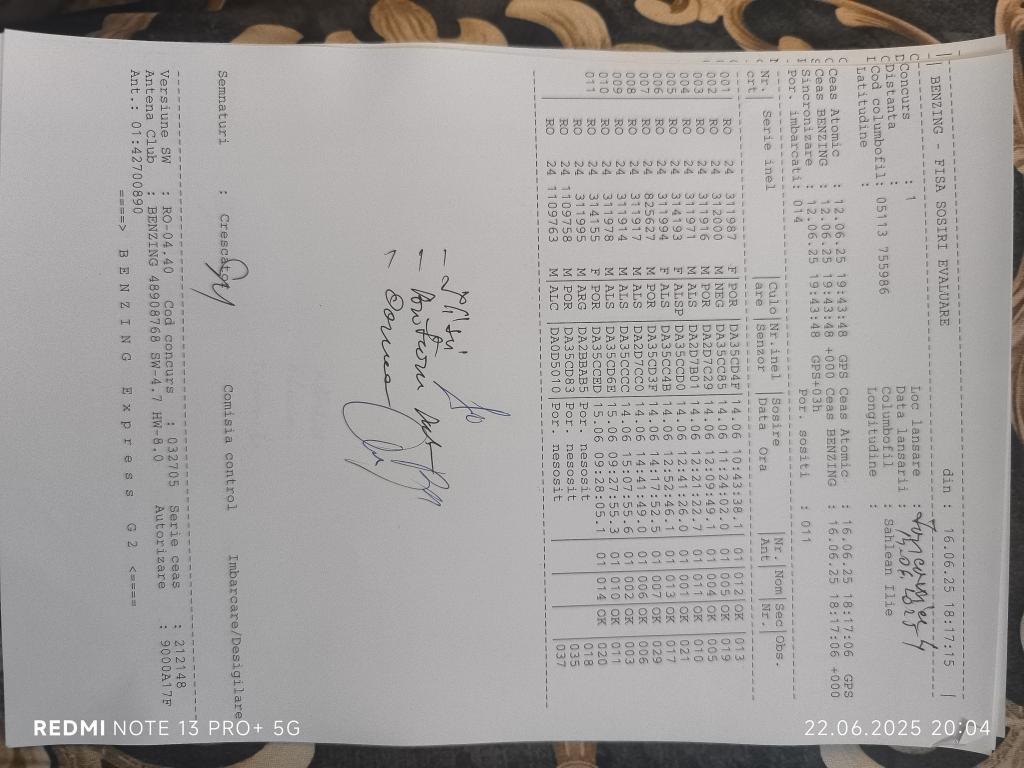 | BENZING - FISA SOSIRI EVALUARE din : 16.06.25 18:17:15 |
Concurs : 1 Loc lansare :
Distanta : Data lansarii :
Cod columbofil: 05113 755986 Columbofil : Sahlean Ilie
Latitudine : Longitudine :
Ceas Atomic : 12.06.25 19:43:48 GPS Ceas Atomic : 16.06.25 18:17:06 GPS
Ceas BENZING : 12.06.25 19:43:48 +000 Ceas BENZING : 16.06.25 18:17:06 +000
Sincronizare : 12.06.25 19:43:48 GPS+03h
Por. imbarcati: 014 Por. sositi : 011
Nr. Serie inel Culo Nr.inel Sosire Nr. Nom Sec Obs.
crt are Senzor Data Ora Ant Nr.
001 RO 24 311987 F POR DA35CD4F 14.06 10:43:38.1 01 012 OK 013
002 RO 24 312000 M NEG DA35CC85 14.06 11:24:02.0 01 005 OK 019
003 RO 24 311916 M POR DA2D7C29 14.06 12:09:49.1 01 004 OK 005
004 RO 24 311971 M ALS DA2D7B01 14.06 12:21:22.7 01 011 OK 010
005 RO 24 314193 F ALSP DA35CCD0 14.06 12:41:26.0 01 001 OK 021
006 RO 24 311994 F ALS DA35CC4B 14.06 12:52:46.1 01 013 OK 017
007 RO 24 825627 M POR DA35CD3F 14.06 14:17:52.5 01 007 OK 029
008 RO 24 311917 M ALS DA2D7CC0 14.06 14:41:49.0 01 006 OK 006
009 RO 24 311914 M ALS DA35CCCC 14.06 15:07:55.6 01 002 OK 003
010 RO 24 311978 M ALS DA35CD6E 15.06 09:27:55.3 01 010 OK 011
011 RO 24 314155 F POR DA35CCED 15.06 09:28:05.1 01 014 OK 020
RO 24 311995 M ARG DA2BBAB5 Por. nesosit 018
RO 24 1109758 M POR DA35CD83 Por. nesosit 035
RO 24 1109763 M ALC DA0D5010 Por. nesosit 037
Semnaturi : Crescator Comisia control Imbarcare/Desigilare
Versiune SW : RO-04.40 Cod concurs : 032705 Serie ceas : 212148
Antena Club : BENZING 48908768 SW-4.7 HW-8.0 Autorizare : 9000A17F
Ant.: 01:42700890
====> B E N Z I N G E x p r e s s G 2 <====
REDMI NOTE 13 PRO+ 5G
22.06.2025 20:04